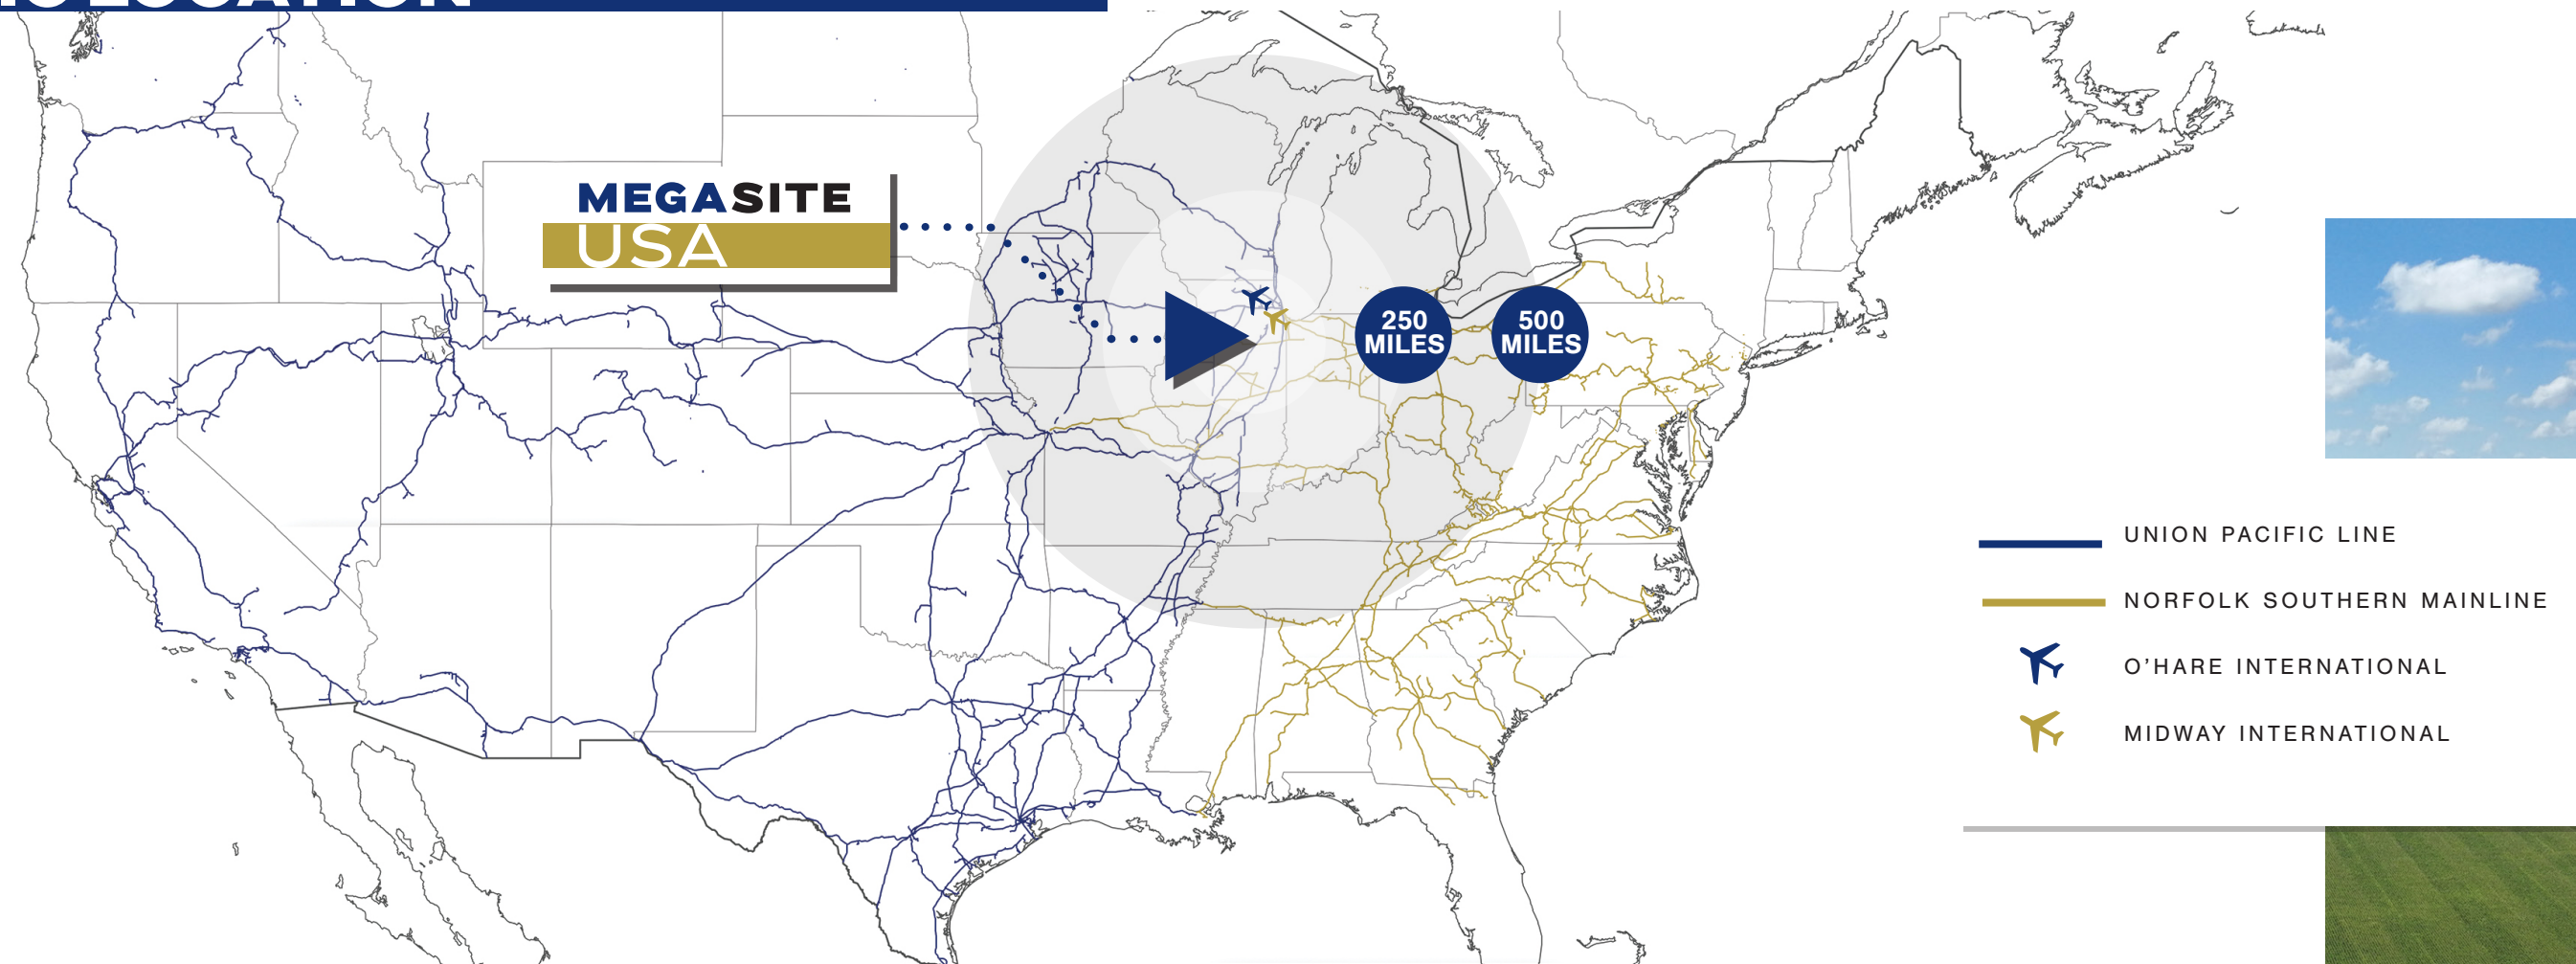 MEGASITE
USA
250
MILES
500
MILES
UNION PACIFIC LINE
NORFOLK SOUTHERN MAINLINE
O'HARE INTERNATIONAL
MIDWAY INTERNATIONAL